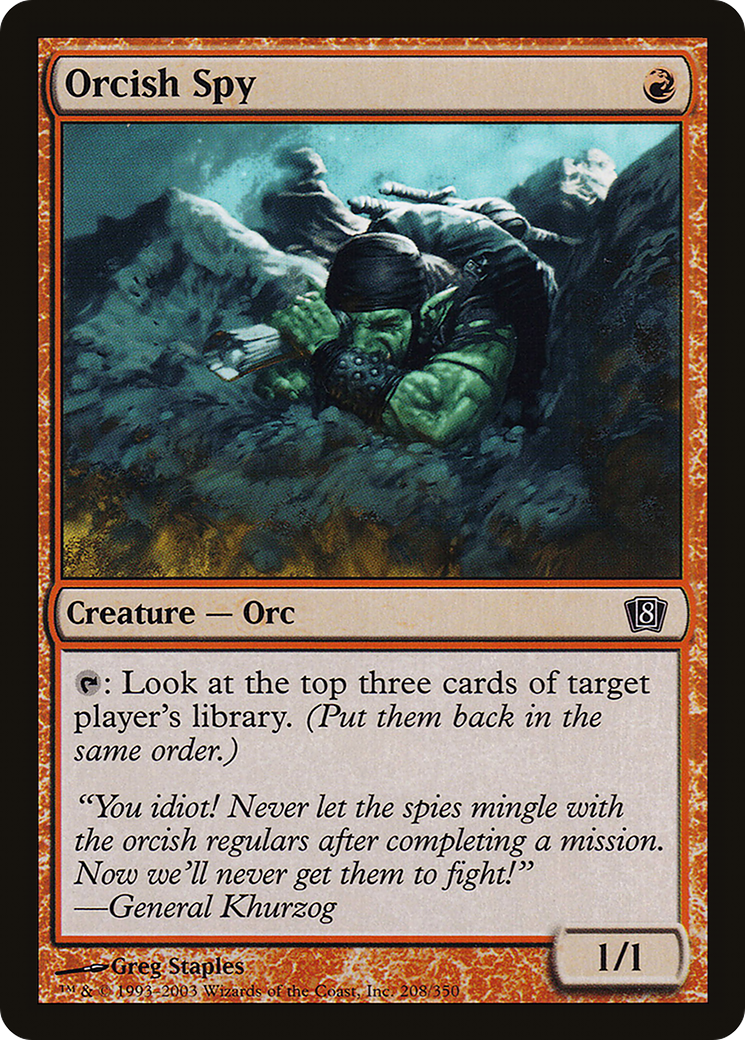 Orcish Spy
Creature — Orc
8
: Look at the top three cards of target
player's library. (Put them back in the
same order.)
“You idiot! Never let the spies mingle with
the orcish regulars after completing a mission.
Now we'll never get them to fight!”
—General Khurzog
1/1
Greg Staples
™ & © 1993–2003 Wizards of the Coast, Inc. 208/350